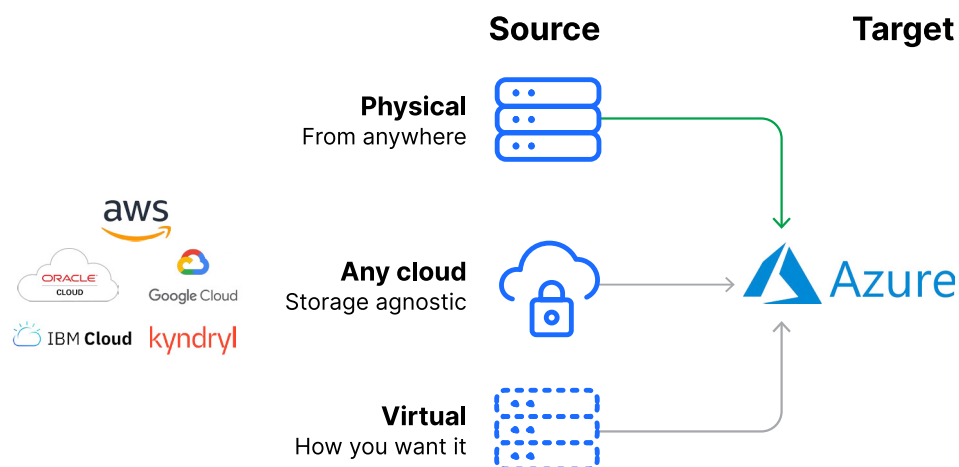 Source
Target
Physical
From anywhere
aws
ORACLE
CLOUD
Google Cloud
IBM Cloud
kyndryl
Any cloud
Storage agnostic
Azure
Virtual
How you want it